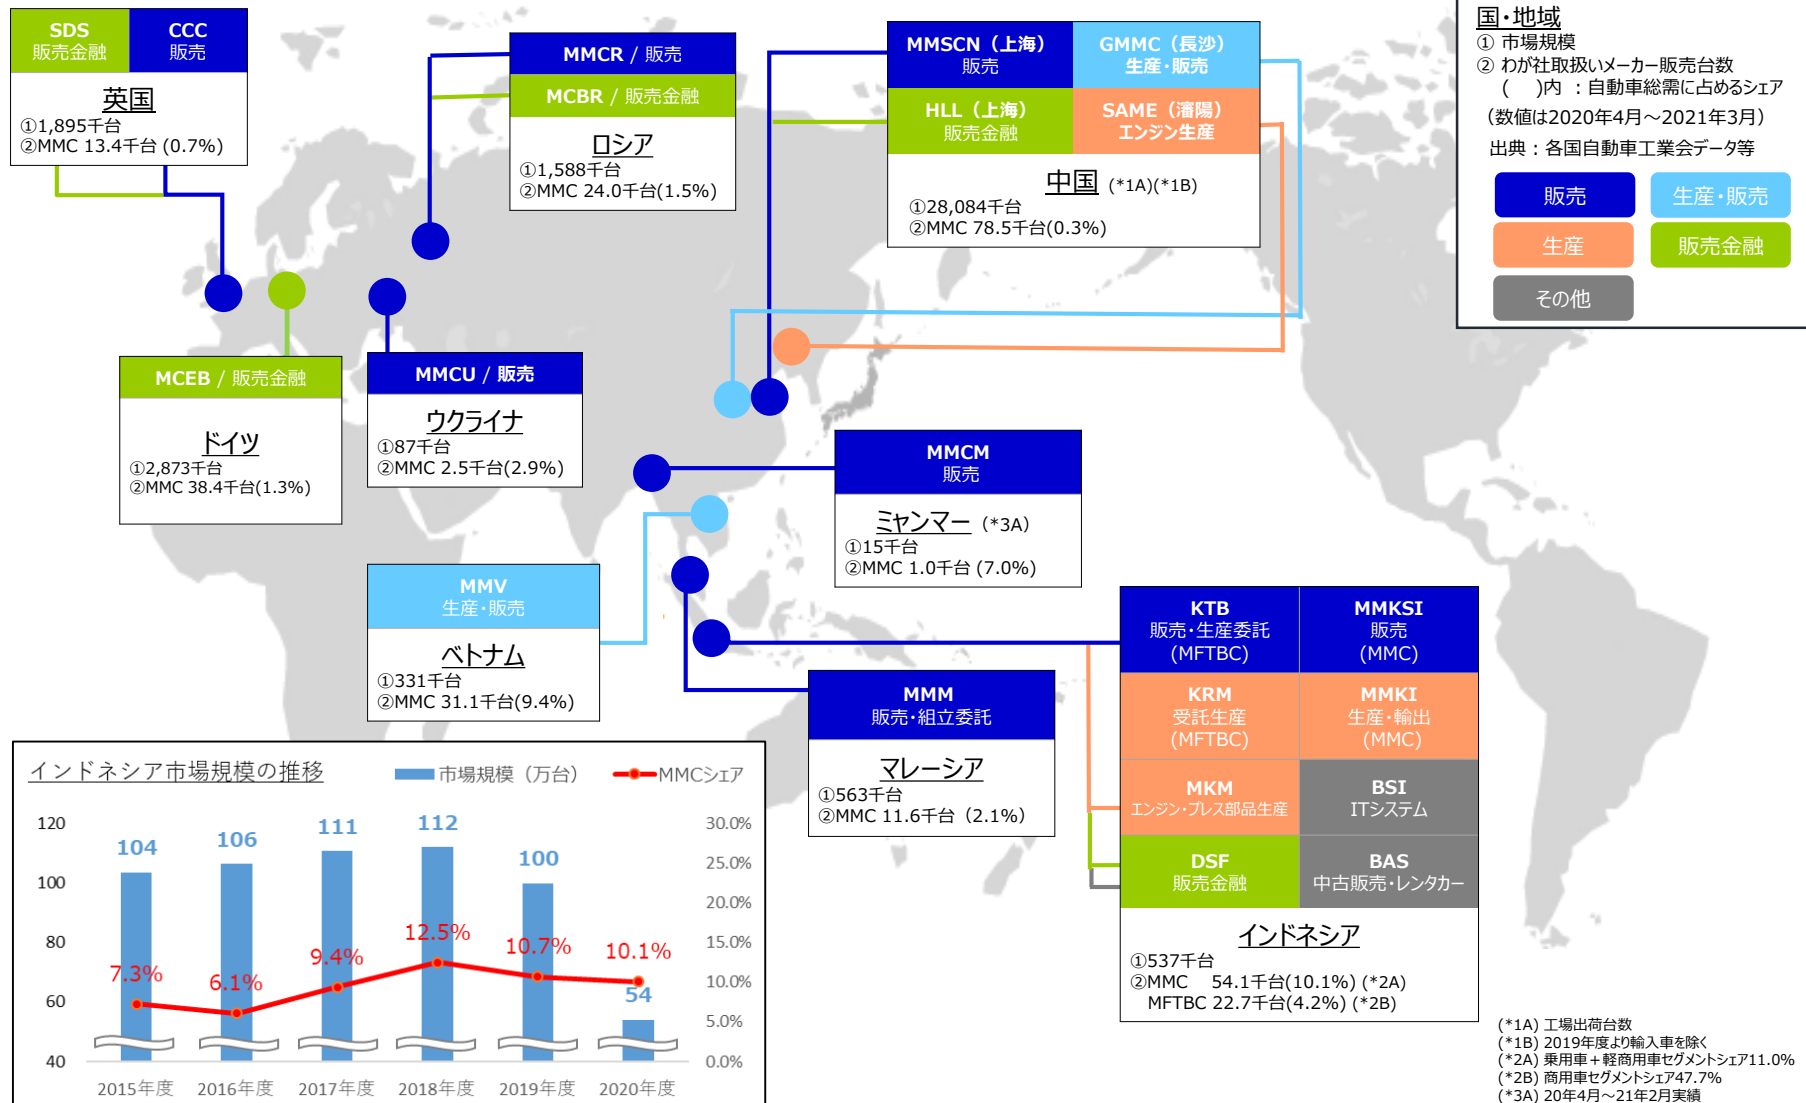 SDS
販売金融
CCC
販売
英国
①1,895千台
②MMC 13.4千台 (0.7%)
MMCR / 販売
MCBR / 販売金融
ロシア
①1,588千台
②MMC 24.0千台(1.5%)
MMSCN（上海）
販売
GMMC（長沙）
生産・販売
HLL（上海）
販売金融
SAME（瀋陽）
エンジン生産
中国 (*1A)(*1B)
①28,084千台
②MMC 78.5千台(0.3%)
国・地域
① 市場規模
② わが社取扱いメーカー販売台数
( )内 ：自動車総需に占めるシェア
（数値は2020年4月～2021年3月）
出典：各国自動車工業会データ等
販売
生産・販売
生産
販売金融
その他
MCEB / 販売金融
ドイツ
①2,873千台
②MMC 38.4千台(1.3%)
MMCU / 販売
ウクライナ
①87千台
②MMC 2.5千台(2.9%)
MMCM
販売
ミャンマー (*3A)
①15千台
②MMC 1.0千台 (7.0%)
MMV
生産・販売
ベトナム
①331千台
②MMC 31.1千台(9.4%)
MMM
販売・組立委託
マレーシア
①563千台
②MMC 11.6千台（2.1%）
KTB
販売・生産委託
(MFTBC)
MMKSI
販売
(MMC)
KRM
受託生産
(MFTBC)
MMKI
生産・輸出
(MMC)
MKM
エンジン・プレス部品生産
BSI
ITシステム
DSF
販売金融
BAS
中古販売・レンタカー
インドネシア
①537千台
②MMC 54.1千台(10.1%) (*2A)
MFTBC 22.7千台(4.2%) (*2B)
インドネシア市場規模の推移
市場規模（万台）
MMCシェア
120
100
80
60
40
104
106
111
112
100
54
7.3%
6.1%
9.4%
12.5%
10.7%
10.1%
30.0%
25.0%
20.0%
15.0%
10.0%
5.0%
0.0%
2015年度
2016年度
2017年度
2018年度
2019年度
2020年度
(*1A) 工場出荷台数
(*1B) 2019年度より輸入車を除く
(*2A) 乗用車＋軽商用車セグメントシェア11.0%
(*2B) 商用車セグメントシェア47.7%
(*3A) 20年4月～21年2月実績